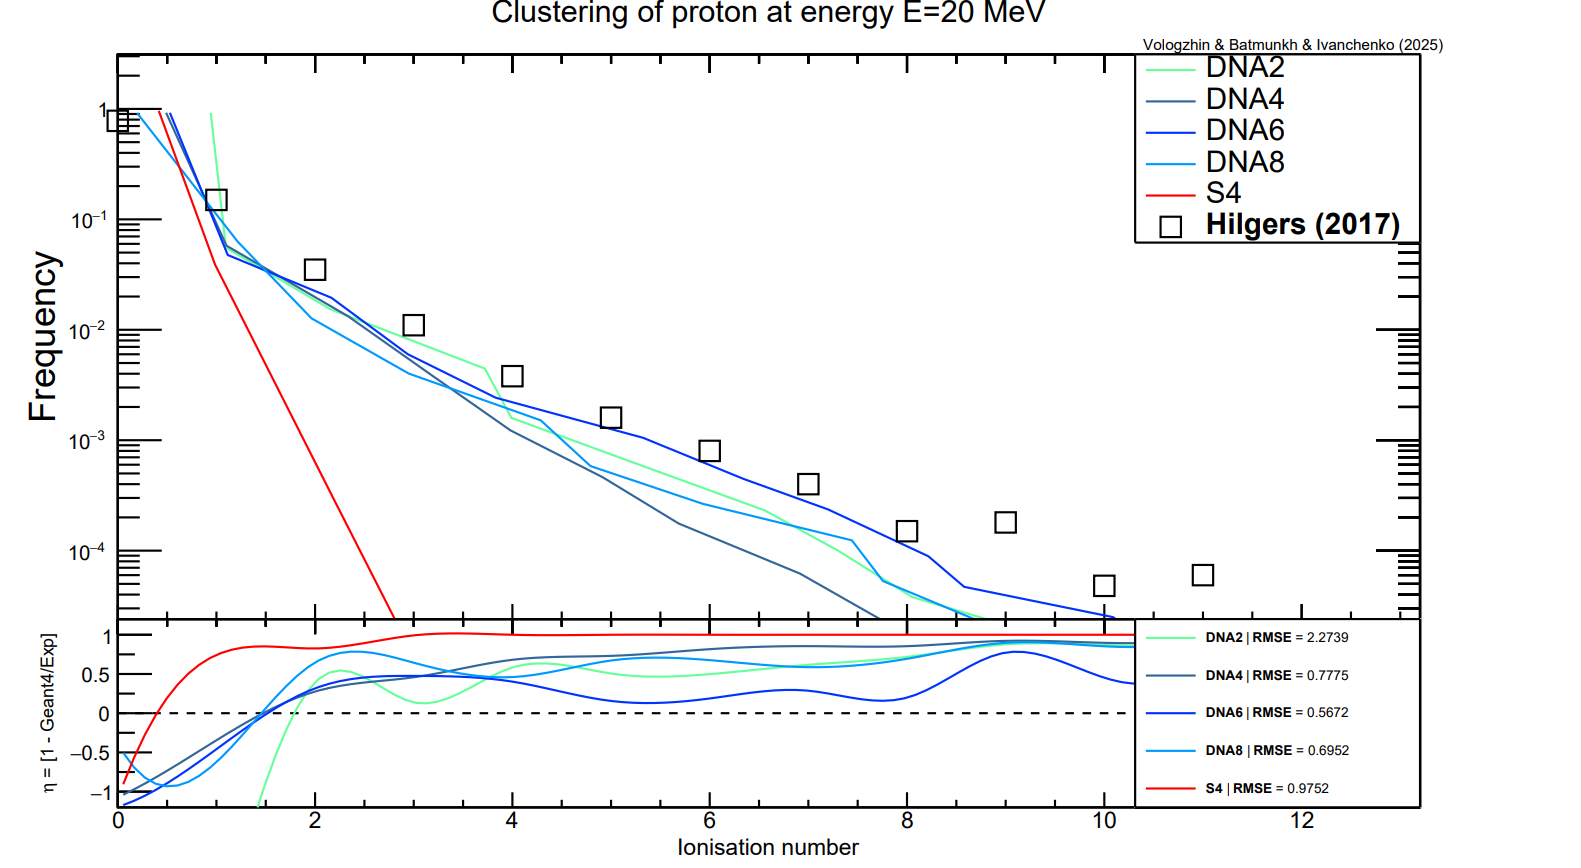 Clustering of proton at energy E=20 MeV
Vologzhin & Batmunkh & Ivanchenko (2025)
DNA2
DNA4
DNA6
DNA8
S4
Hilgers (2017)
Frequency
1
10−1
10−2
10−3
10−4
η = [1 - Geant4/Exp]
1
0.5
0
−0.5
−1
DNA2 | RMSE = 2.2739
DNA4 | RMSE = 0.7775
DNA6 | RMSE = 0.5672
DNA8 | RMSE = 0.6952
S4 | RMSE = 0.9752
0 2 4 6 8 10 12
Ionisation number